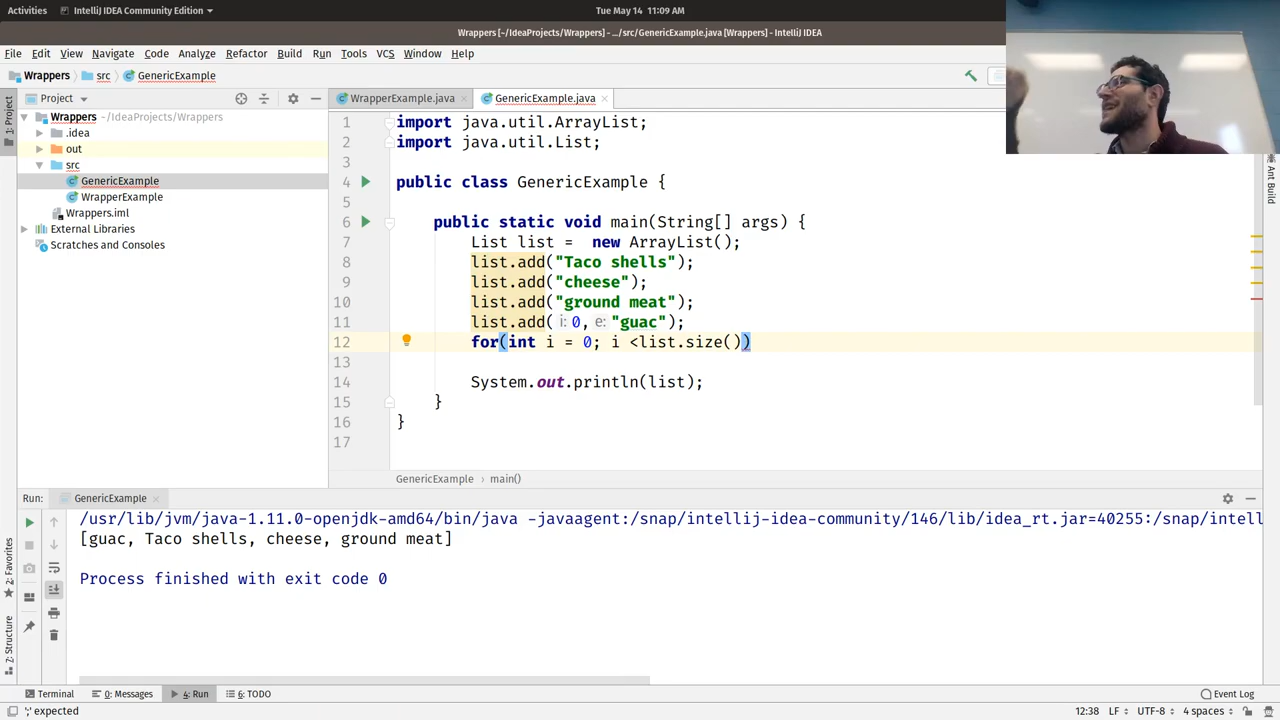 Activities IntelliJ IDEA Community Edition Tue May 14 11:09 AM
Wrappers [~/IdeaProjects/Wrappers] - .../src/GenericExample.java [Wrappers] - IntelliJ IDEA
File Edit View Navigate Code Analyze Refactor Build Run Tools VCS Window Help
Wrappers src GenericExample
Project
WrapperExample.java
GenericExample.java
1: Project
Wrappers ~/IdeaProjects/Wrappers
.idea
out
src
GenericExample
WrapperExample
Wrappers.iml
External Libraries
Scratches and Consoles
1 import java.util.ArrayList;
2 import java.util.List;
3
4 public class GenericExample {
5
6 public static void main(String[] args) {
7 List list =  new ArrayList();
8 list.add("Taco shells");
9 list.add("cheese");
10 list.add("ground meat");
11 list.add( i: 0, e: "guac");
12 for(int i = 0; i <list.size())
13
14 System.out.println(list);
15 }
16 }
17
Ant Build
GenericExample › main()
Run: GenericExample
/usr/lib/jvm/java-1.11.0-openjdk-amd64/bin/java -javaagent:/snap/intellij-idea-community/146/lib/idea_rt.jar=40255:/snap/intell
[guac, Taco shells, cheese, ground meat]
Process finished with exit code 0
2: Favorites
7: Structure
Terminal 0: Messages 4: Run 6: TODO Event Log
';' expected 12:38 LF UTF-8 4 spaces